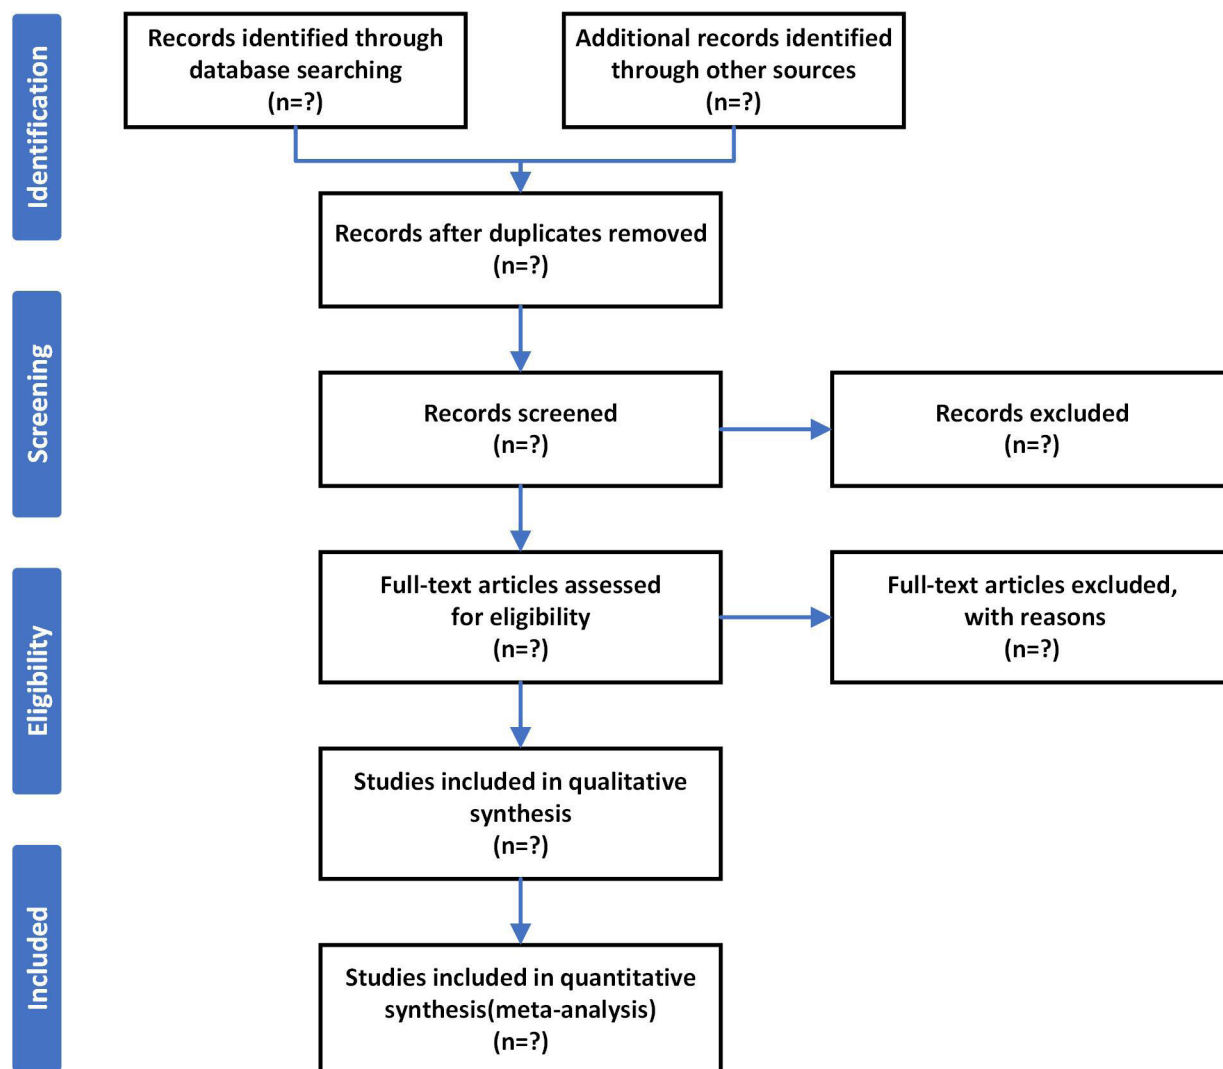 Identification
Records identified through
database searching
(n=?)
Additional records identified
through other sources
(n=?)
Records after duplicates removed
(n=?)
Screening
Records screened
(n=?)
Records excluded
(n=?)
Eligibility
Full-text articles assessed
for eligibility
(n=?)
Full-text articles excluded,
with reasons
(n=?)
Studies included in qualitative
synthesis
(n=?)
Included
Studies included in quantitative
synthesis(meta-analysis)
(n=?)